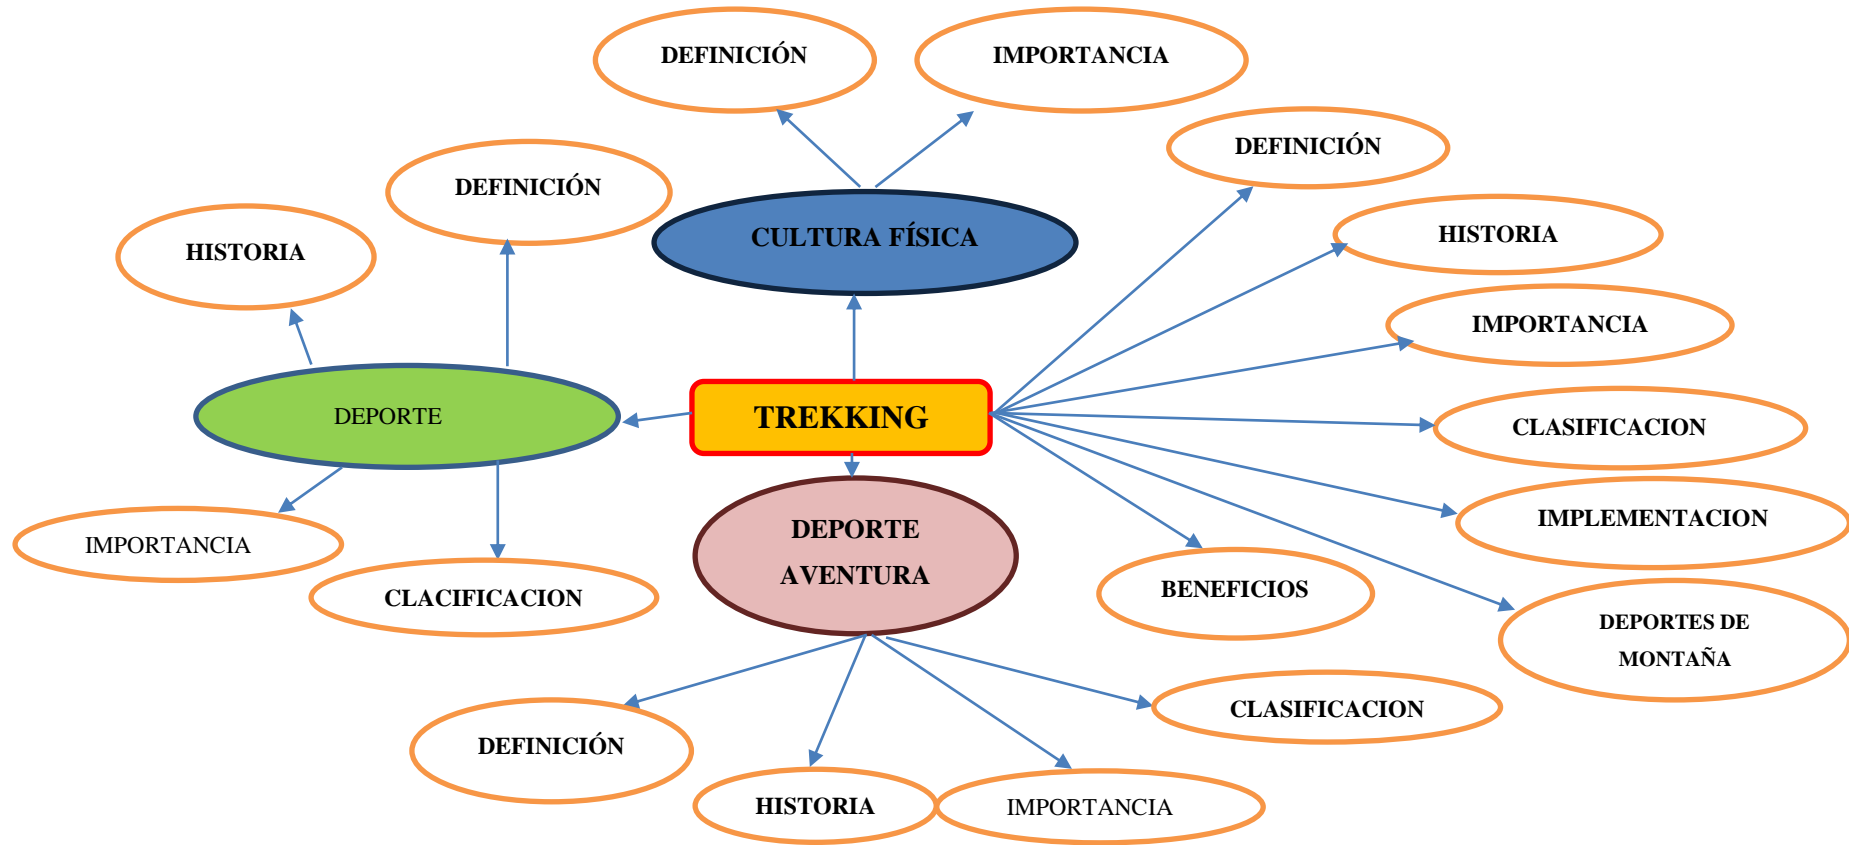 DEFINICIÓN
IMPORTANCIA
DEFINICIÓN
DEFINICIÓN
HISTORIA
CULTURA FÍSICA
HISTORIA
IMPORTANCIA
DEPORTE
TREKKING
CLASIFICACION
IMPLEMENTACION
DEPORTE
AVENTURA
IMPORTANCIA
CLACIFICACION
BENEFICIOS
DEPORTES DE
MONTAÑA
CLASIFICACION
DEFINICIÓN
HISTORIA
IMPORTANCIA